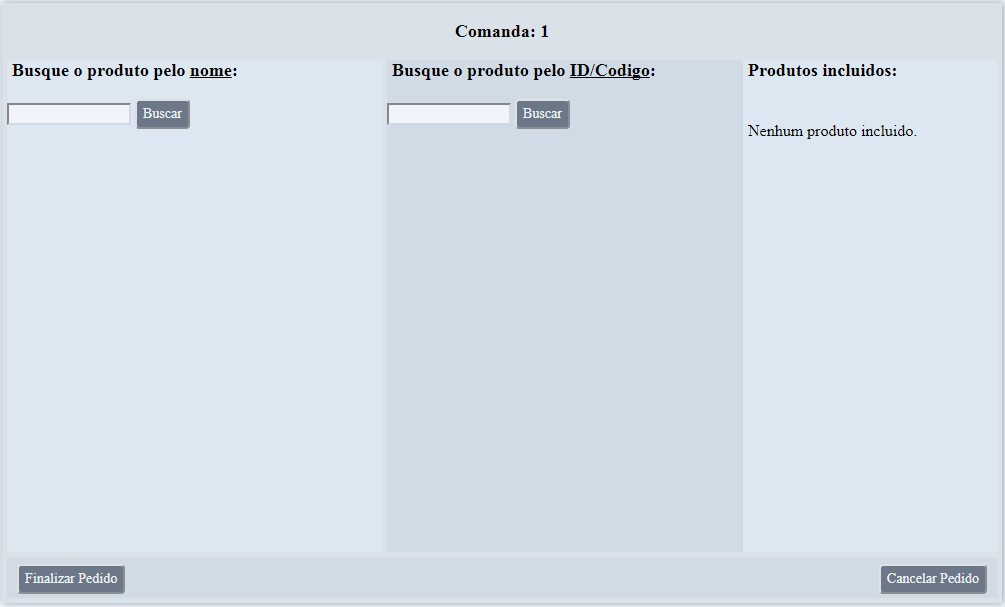 Comanda: 1
Busque o produto pelo nome:
Buscar
Busque o produto pelo ID/Codigo:
Buscar
Produtos incluidos:
Nenhum produto incluido.
Finalizar Pedido
Cancelar Pedido